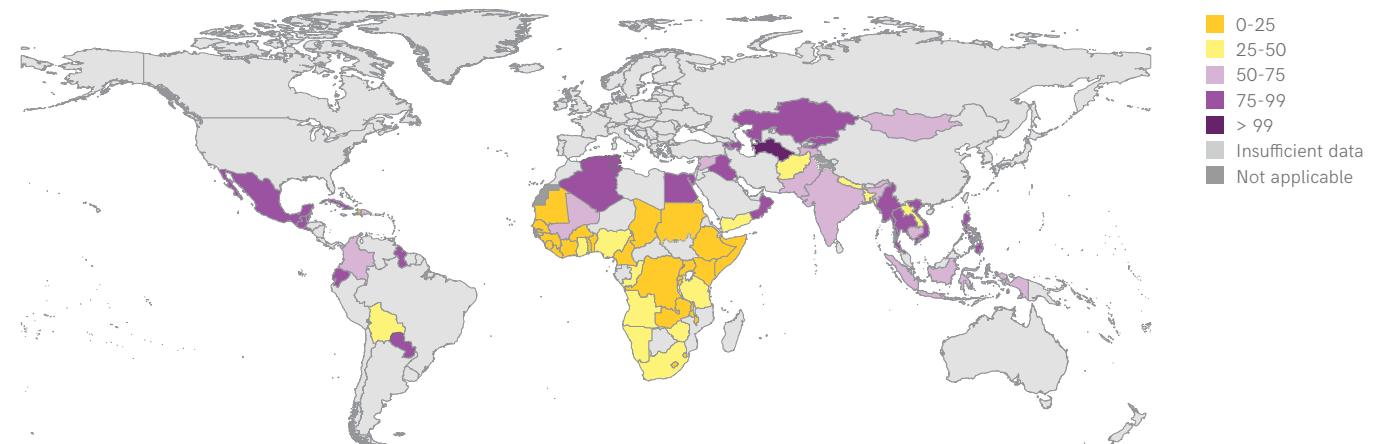 0-25
25-50
50-75
75-99
> 99
Insufficient data
Not applicable